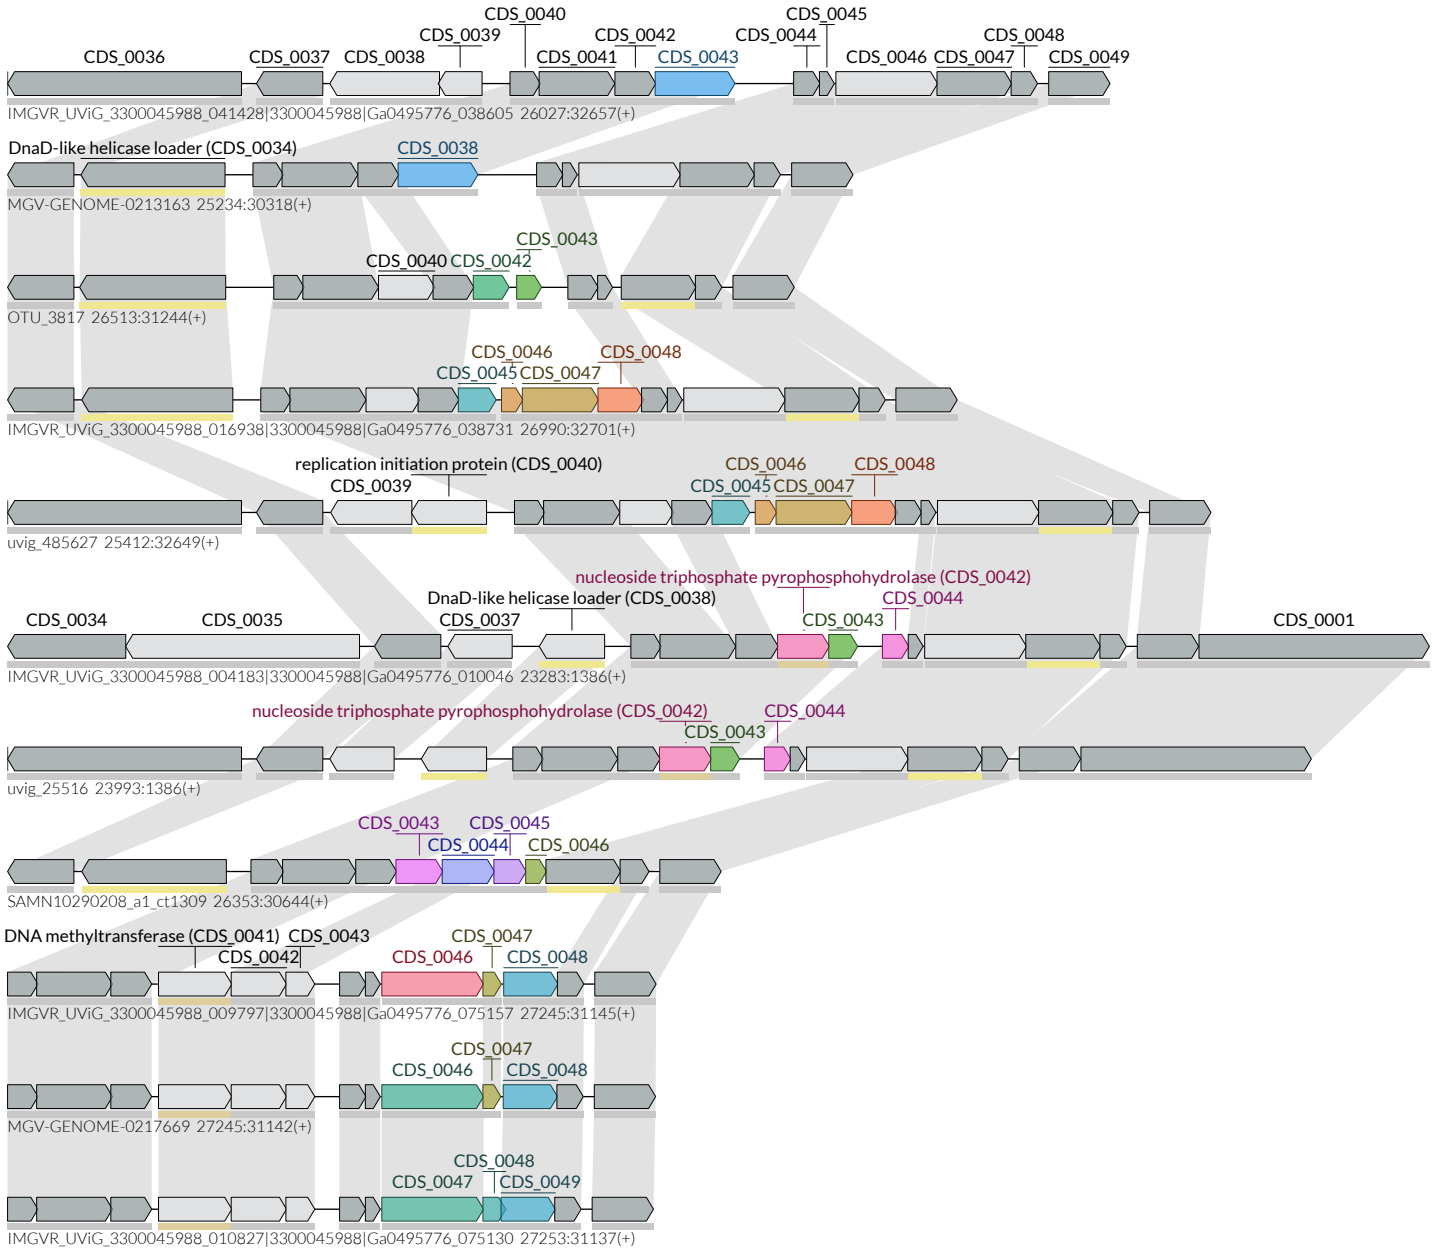 CDS_0040 CDS_0045
CDS_0039 CDS_0042 CDS_0044 CDS_0048
CDS_0036 CDS_0037 CDS_0038 CDS_0041 CDS_0043 CDS_0046 CDS_0047 CDS_0049
IMGVR_UViG_3300045988_041428|3300045988|Ga0495776_038605 26027:32657(+)
DnaD-like helicase loader (CDS_0034) CDS_0038
MGV-GENOME-0213163 25234:30318(+)
CDS_0043
CDS_0040 CDS_0042
OTU_3817 26513:31244(+)
CDS_0046 CDS_0048
CDS_0045 CDS_0047
IMGVR_UViG_3300045988_016938|3300045988|Ga0495776_038731 26990:32701(+)
replication initiation protein (CDS_0040) CDS_0046 CDS_0048
CDS_0039 CDS_0045 CDS_0047
uvig_485627 25412:32649(+)
nucleoside triphosphate pyrophosphohydrolase (CDS_0042)
DnaD-like helicase loader (CDS_0038) CDS_0044
CDS_0034 CDS_0035 CDS_0037 CDS_0043 CDS_0001
IMGVR_UViG_3300045988_004183|3300045988|Ga0495776_010046 23283:1386(+)
nucleoside triphosphate pyrophosphohydrolase (CDS_0042) CDS_0044
CDS_0043
uvig_25516 23993:1386(+)
CDS_0043 CDS_0045
CDS_0044 CDS_0046
SAMN10290208_a1_ct1309 26353:30644(+)
DNA methyltransferase (CDS_0041) CDS_0043 CDS_0047
CDS_0042 CDS_0046 CDS_0048
IMGVR_UViG_3300045988_009797|3300045988|Ga0495776_075157 27245:31145(+)
CDS_0047
CDS_0046 CDS_0048
MGV-GENOME-0217669 27245:31142(+)
CDS_0048
CDS_0047 CDS_0049
IMGVR_UViG_3300045988_010827|3300045988|Ga0495776_075130 27253:31137(+)